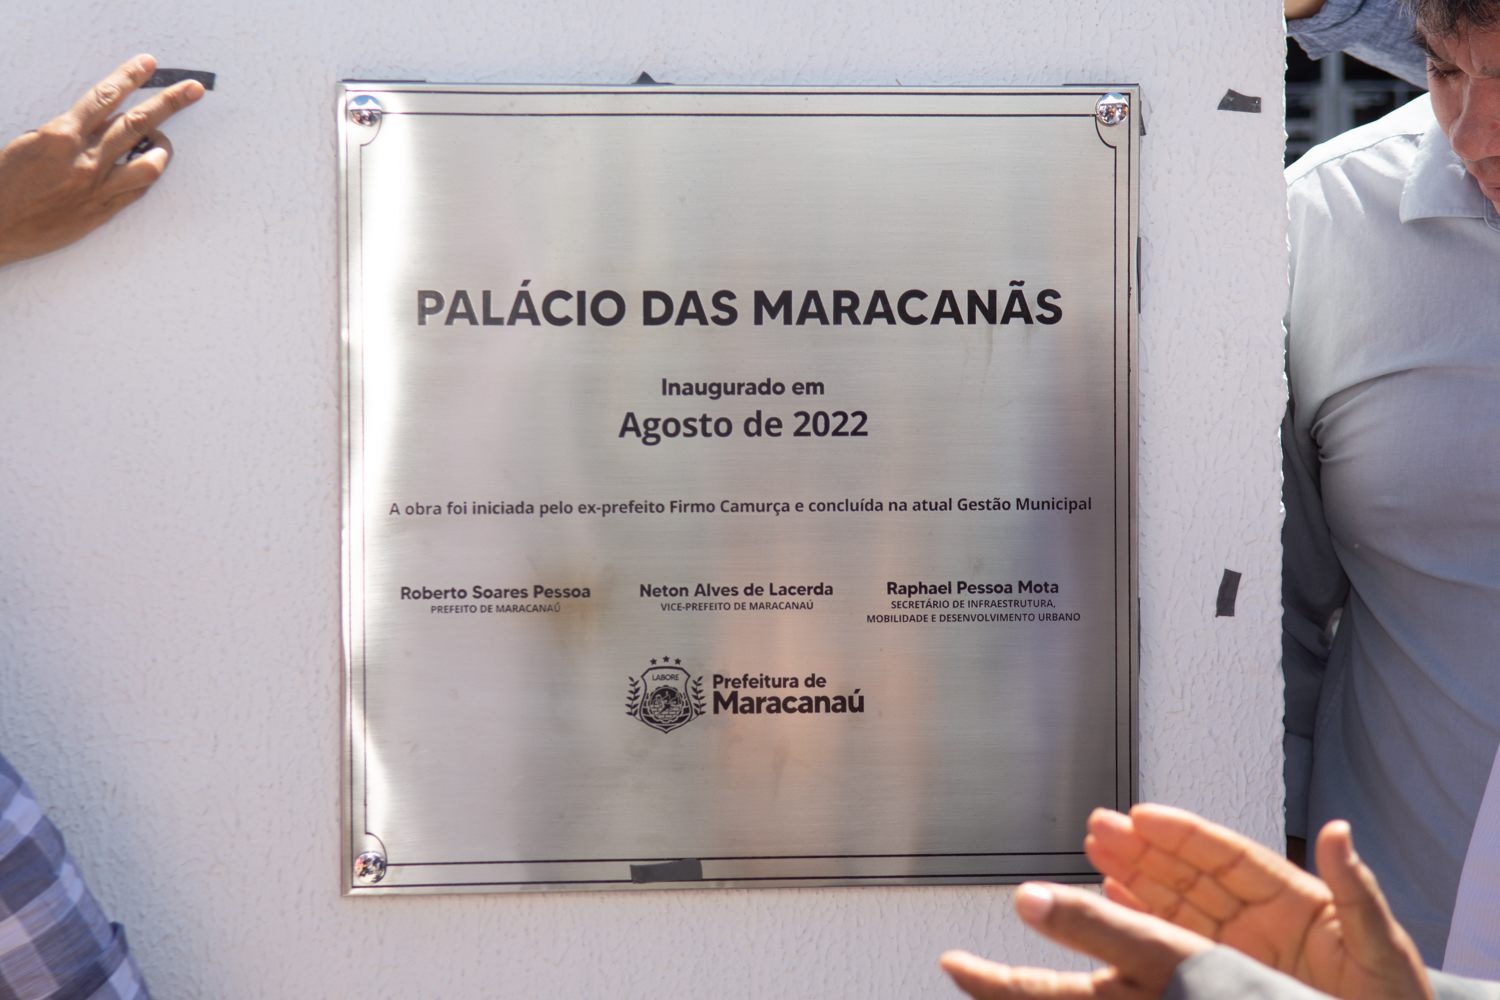 PALÁCIO DAS MARACANÃS
Inaugurado em
Agosto de 2022
A obra foi iniciada pelo ex-prefeito Firmo Camurça e concluída na atual Gestão Municipal
Roberto Soares Pessoa
PREFEITO DE MARACANAÚ
Neton Alves de Lacerda
VICE-PREFEITO DE MARACANAÚ
Raphael Pessoa Mota
SECRETÁRIO DE INFRAESTRUTURA,
MOBILIDADE E DESENVOLVIMENTO URBANO
LABORE
Prefeitura de
Maracanaú